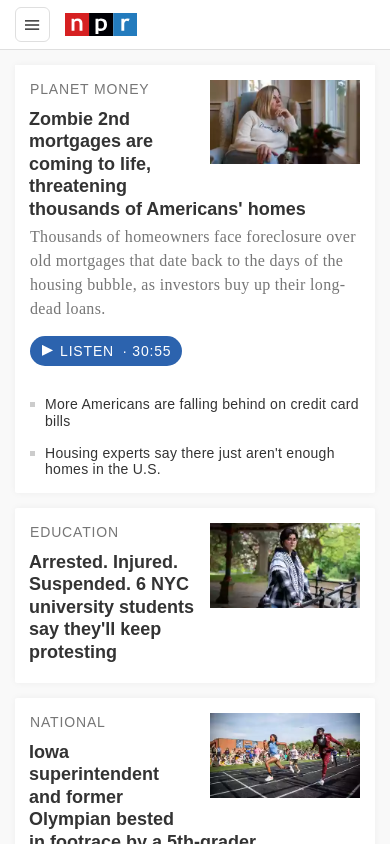 npr
PLANET MONEY
Zombie 2nd
mortgages are
coming to life,
threatening
thousands of Americans' homes
Thousands of homeowners face foreclosure over
old mortgages that date back to the days of the
housing bubble, as investors buy up their long-
dead loans.
LISTEN · 30:55
More Americans are falling behind on credit card
bills
Housing experts say there just aren't enough
homes in the U.S.
EDUCATION
Arrested. Injured.
Suspended. 6 NYC
university students
say they'll keep
protesting
NATIONAL
Iowa
superintendent
and former
Olympian bested
in footrace by a 5th-grader